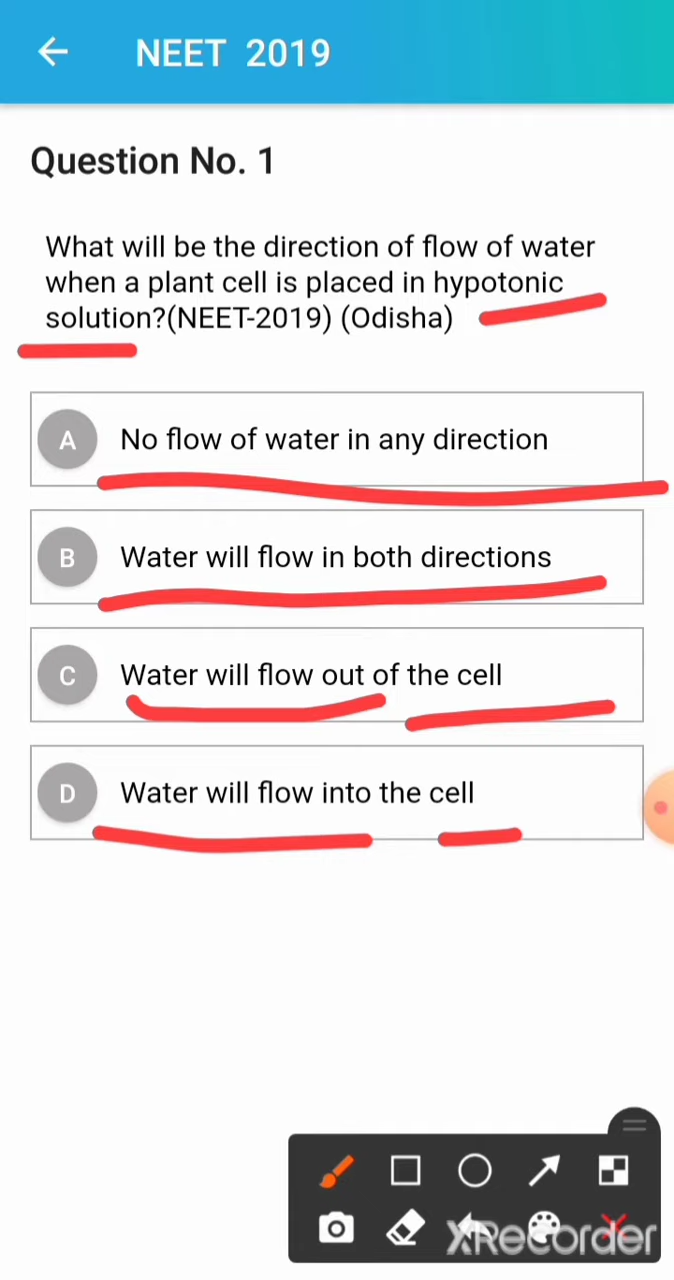 NEET 2019
Question No. 1
What will be the direction of flow of water
when a plant cell is placed in hypotonic
solution?(NEET-2019) (Odisha)
A No flow of water in any direction
B Water will flow in both directions
C Water will flow out of the cell
D Water will flow into the cell
XRecorder